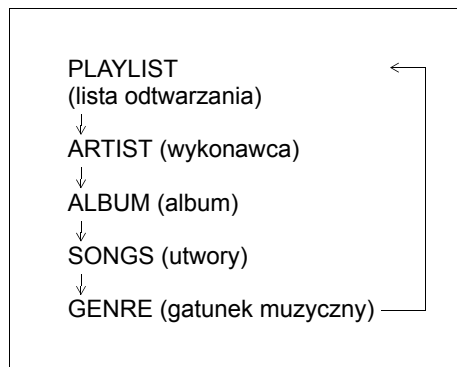 PLAYLIST
(lista odtwarzania)
ARTIST (wykonawca)
ALBUM (album)
SONGS (utwory)
GENRE (gatunek muzyczny)